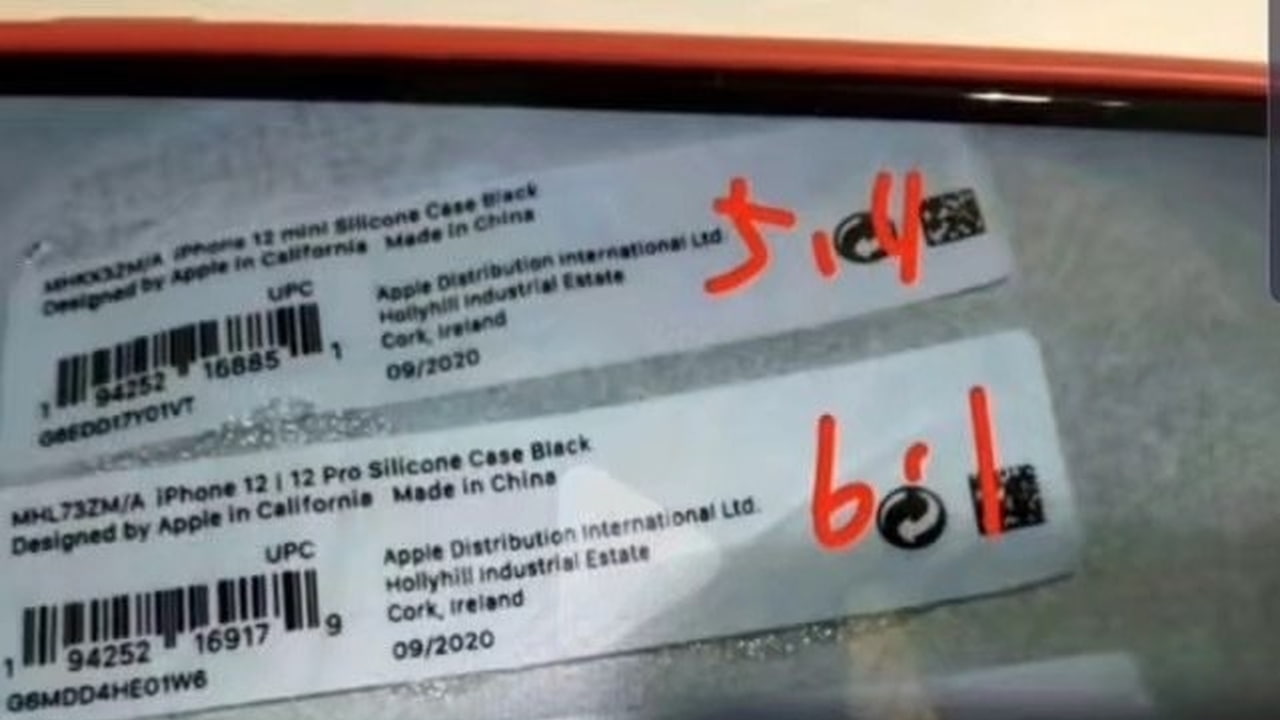 MHKX3ZM/A iPhone 12 mini Silicone Case Black
Designed by Apple in California Made in China
UPC
1 94252 16885 1
G6EDD17Y01VT
Apple Distribution International Ltd
Hollyhill Industrial Estate
Cork, Ireland
09/2020
5,4
MHL73ZM/A iPhone 12 | 12 Pro Silicone Case Black
Designed by Apple in California Made in China
UPC
1 94252 16917 9
G6MDD4HE01W6
Apple Distribution International Ltd.
Hollyhill Industrial Estate
Cork, Ireland
09/2020
6.1